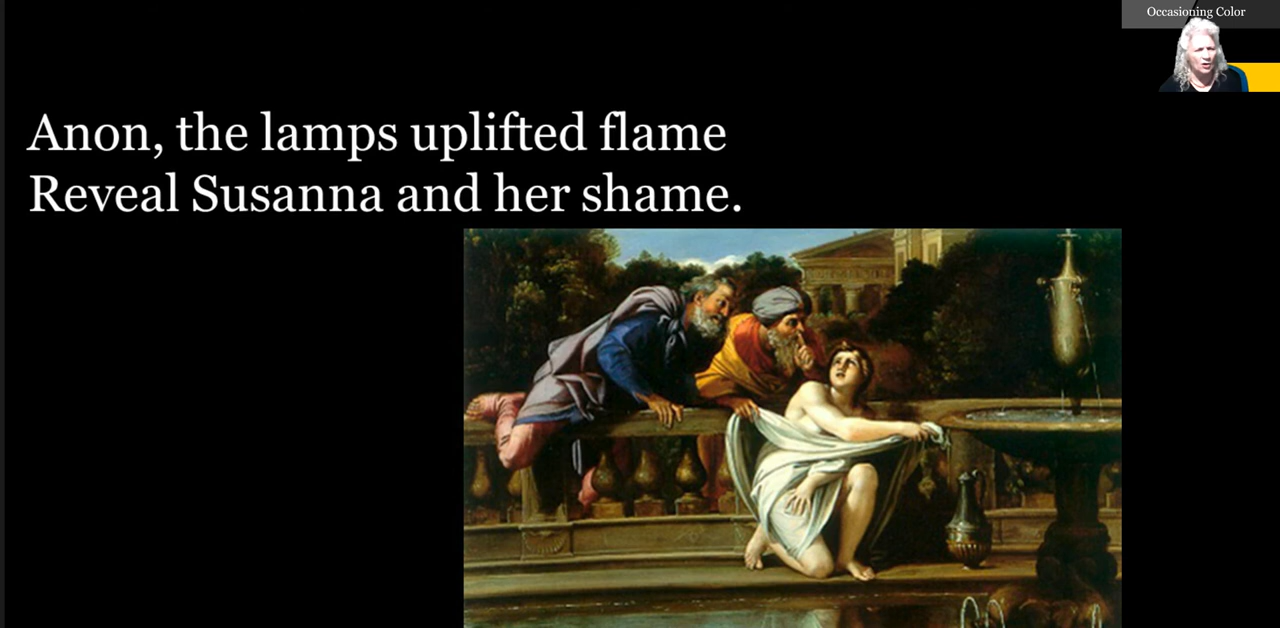 Occasioning Color
Anon, the lamps uplifted flame
Reveal Susanna and her shame.